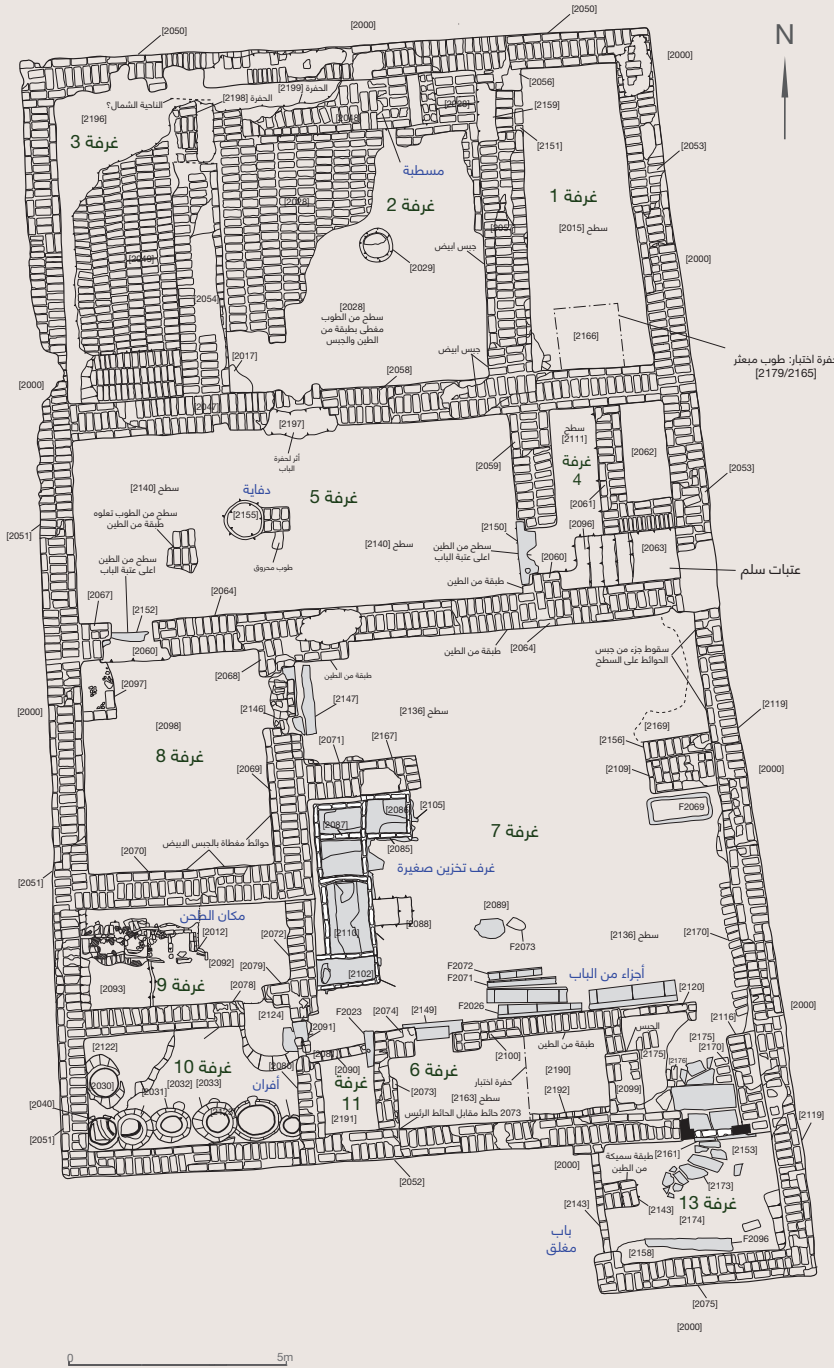 [2050]
[2000]
[2050]
N
[2000]
[2056]
الحفرة [2199]
الحفرة [2198]
الناحية الشمال؟
[2159]
[2196]
[2151]
[2053]
غرفة 3
مسطبة
غرفة 1
غرفة 2
سطح [2015]
جبس ابيض
[2029]
[2000]
[2049]
[2028]
[2054]
[2028]
سطح من الطوب
مغطى بطبقة من
الطين والجبس
[2166]
جبس ابيض
حفرة اختبار: طوب مبعثر
[2179/2165]
[2017]
[2000]
[2058]
[2047]
[2197]
أثر لحفرة
الباب
سطح
[2111]
غرفة
4
[2062]
[2059]
[2053]
[2061]
سطح [2140]
دفاية
غرفة 5
[2155]
سطح من الطوب تعلوه
طبقة من الطين
[2150]
[2096]
[2051]
سطح [2140]
سطح من الطين
اعلى عتبة الباب
[2060]
[2063]
سطح من الطين
اعلى عتبة الباب
طوب محروق
عتبات سلم
طبقة من الطين
[2067]
[2064]
[2152]
[2060]
طبقة من الطين
[2064]
سقوط جزء من جبس
الحوائط على السطح
[2068]
طبقة من الطين
[2097]
[2147]
[2000]
[2146]
سطح [2136]
[2119]
[2098]
[2169]
غرفة 8
[2071]
[2167]
[2156]
[2000]
[2069]
[2109]
[2086]
[2105]
F2069
[2087]
غرفة 7
حوائط مغطاة بالجبس الابيض
[2085]
[2070]
غرف تخزين صغيرة
[2051]
مكان الطحن
[2110]
[2088]
[2089]
[2012]
[2072]
F2073
سطح [2136]
[2170]
[2092]
غرفة 9
[2079]
[2102]
F2072
أجزاء من الباب
[2093]
[2078]
F2071
[2120]
[2124]
F2023
[2074]
[2149]
F2026
[2000]
[2116]
[2122]
[2091]
الجبس
[2175]
غرفة 10
[2100]
طبقة من الطين
[2170]
غرفة 6
[2175]
[2176]
[2090]
حفرة اختبار
[2190]
[2030]
[2032]
[2033]
أفران
غرفة
11
[2031]
[2073]
[2192]
[2099]
سطح [2163]
[2040]
[2191]
2073 حائط مقابل الحائط الرئيس
[2119]
[2051]
[2153]
[2161]
طبقة سميكة
من الطين
[2000]
[2052]
[2173]
غرفة 13
[2143]
[2143]
[2174]
باب
مغلق
F2096
[2158]
[2075]
[2000]
0
5m